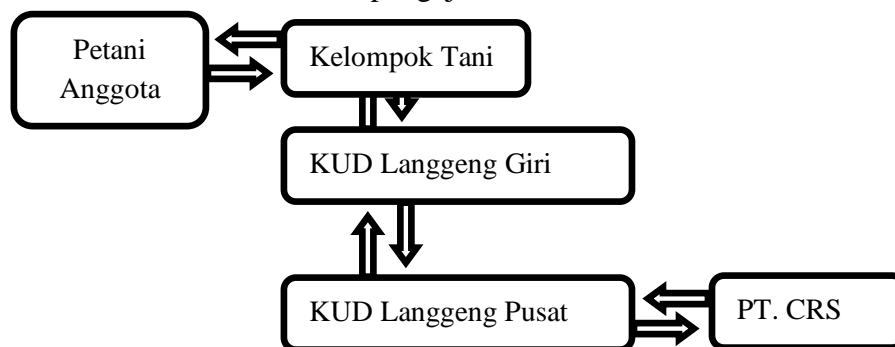 Petani
Anggota
Kelompok Tani
KUD Langgeng Giri
KUD Langgeng Pusat
PT. CRS